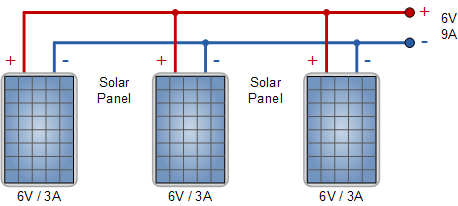 +
6V
-
9A
+ -
Solar
Panel
+ -
Solar
Panel
+ -
6V / 3A
6V / 3A
6V / 3A